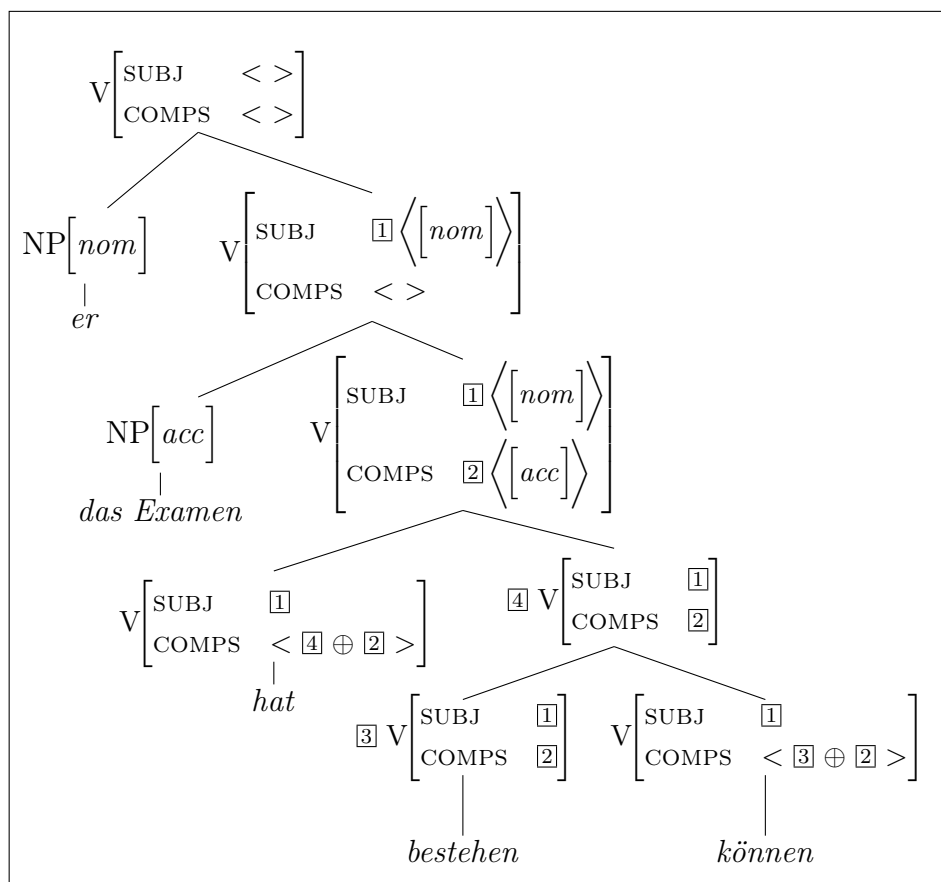 V[SUBJ < >
COMPS < >]
NP[nom]
V[SUBJ 1⟨[nom]⟩
COMPS < >]
er
NP[acc]
V[SUBJ 1⟨[nom]⟩
COMPS 2⟨[acc]⟩]
das Examen
V[SUBJ 1
COMPS < 4 ⊕ 2 >]
4 V[SUBJ 1
COMPS 2]
hat
3 V[SUBJ 1
COMPS 2]
V[SUBJ 1
COMPS < 3 ⊕ 2 >]
bestehen
können